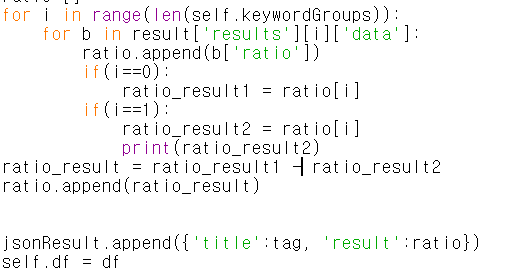 for i in range(len(self.keywordGroups)):
    for b in result['results'][i]['data']:
        ratio.append(b['ratio'])
        if(i==0):
            ratio_result1 = ratio[i]
        if(i==1):
            ratio_result2 = ratio[i]
            print(ratio_result2)
ratio_result = ratio_result1 - ratio_result2
ratio.append(ratio_result)
jsonResult.append({'title':tag, 'result':ratio})
self.df = df